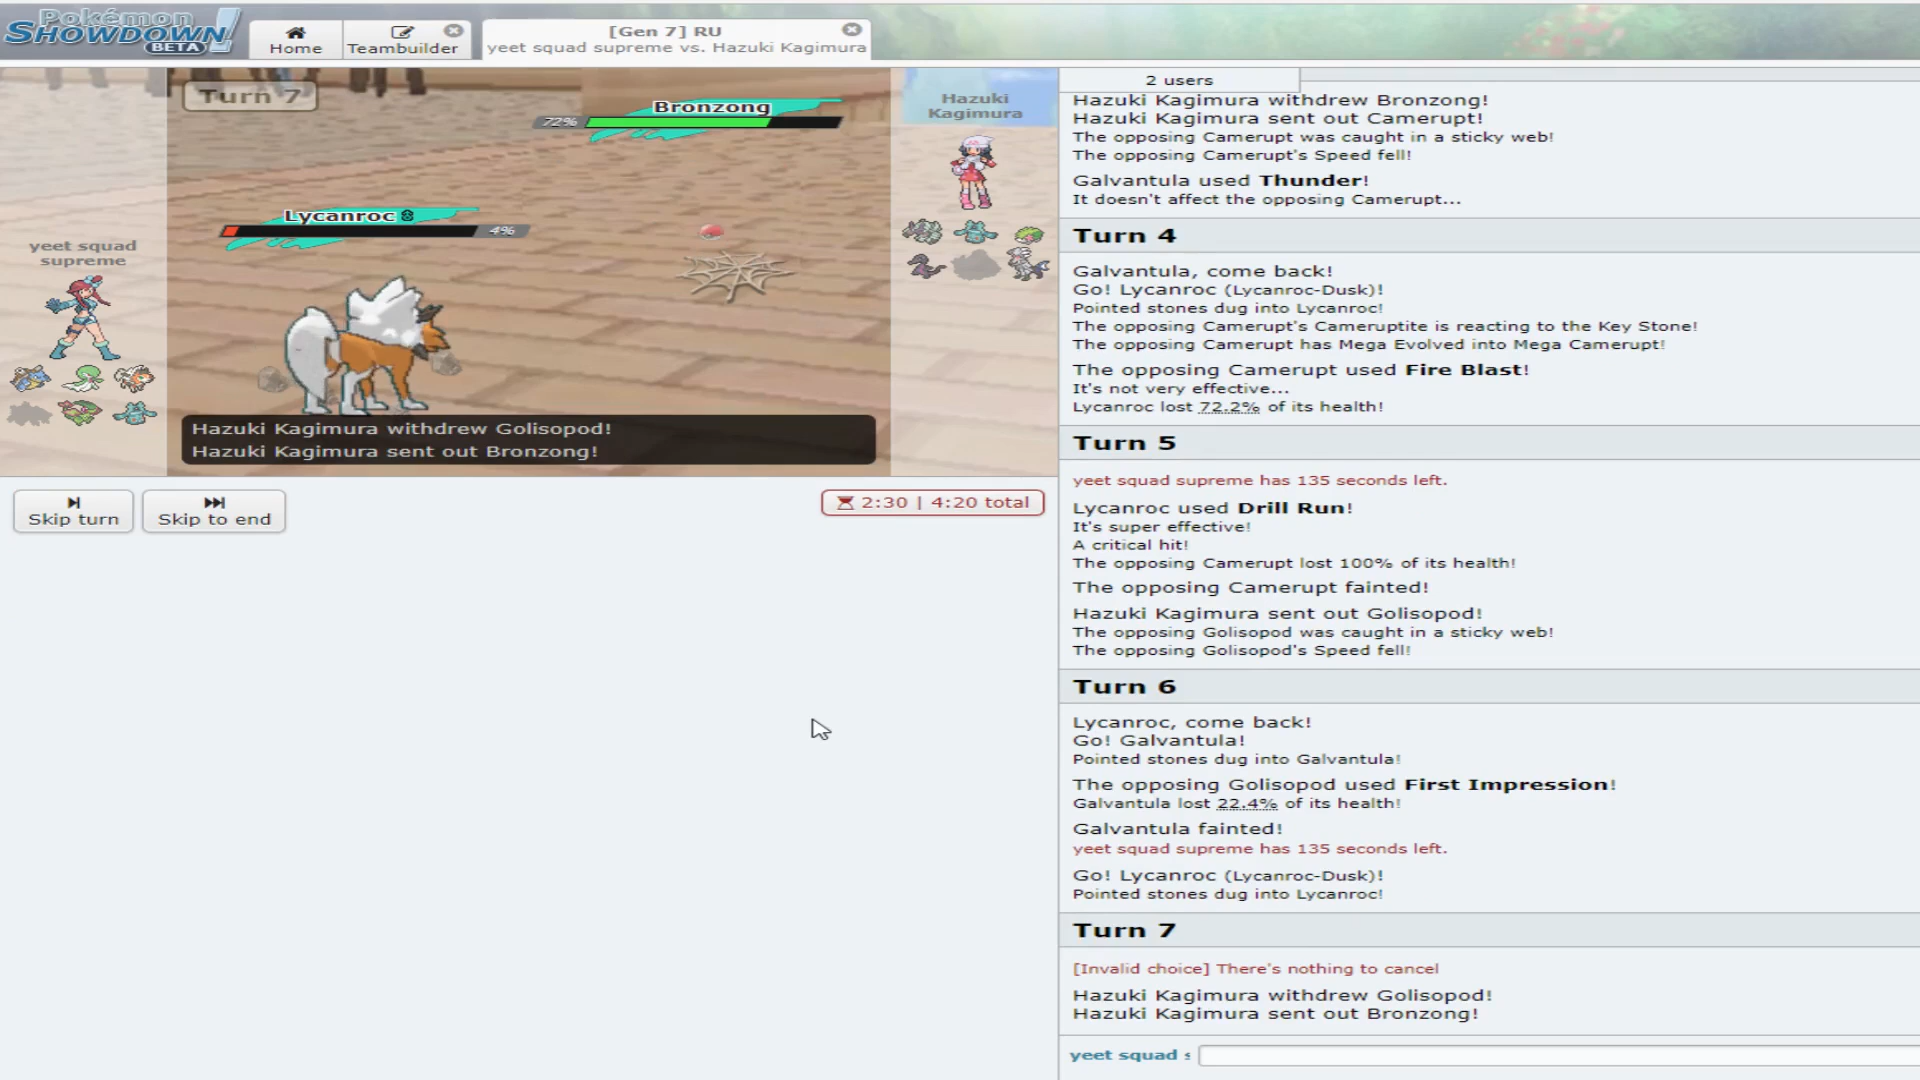 Pokémon
SHOWDOWN!
BETA
Home
Teambuilder
[Gen 7] RU
yeet squad supreme vs. Hazuki Kagimura
Turn 7
Bronzong
72%
Lycanroc
4%
yeet squad
supreme
Hazuki
Kagimura
Hazuki Kagimura withdrew Golisopod!
Hazuki Kagimura sent out Bronzong!
Skip turn
Skip to end
2:30 | 4:20 total
2 users
Hazuki Kagimura withdrew Bronzong!
Hazuki Kagimura sent out Camerupt!
The opposing Camerupt was caught in a sticky web!
The opposing Camerupt's Speed fell!
Galvantula used Thunder!
It doesn't affect the opposing Camerupt...
Turn 4
Galvantula, come back!
Go! Lycanroc (Lycanroc-Dusk)!
Pointed stones dug into Lycanroc!
The opposing Camerupt's Cameruptite is reacting to the Key Stone!
The opposing Camerupt has Mega Evolved into Mega Camerupt!
The opposing Camerupt used Fire Blast!
It's not very effective...
Lycanroc lost 72.2% of its health!
Turn 5
yeet squad supreme has 135 seconds left.
Lycanroc used Drill Run!
It's super effective!
A critical hit!
The opposing Camerupt lost 100% of its health!
The opposing Camerupt fainted!
Hazuki Kagimura sent out Golisopod!
The opposing Golisopod was caught in a sticky web!
The opposing Golisopod's Speed fell!
Turn 6
Lycanroc, come back!
Go! Galvantula!
Pointed stones dug into Galvantula!
The opposing Golisopod used First Impression!
Galvantula lost 22.4% of its health!
Galvantula fainted!
yeet squad supreme has 135 seconds left.
Go! Lycanroc (Lycanroc-Dusk)!
Pointed stones dug into Lycanroc!
Turn 7
[Invalid choice] There's nothing to cancel
Hazuki Kagimura withdrew Golisopod!
Hazuki Kagimura sent out Bronzong!
yeet squad s